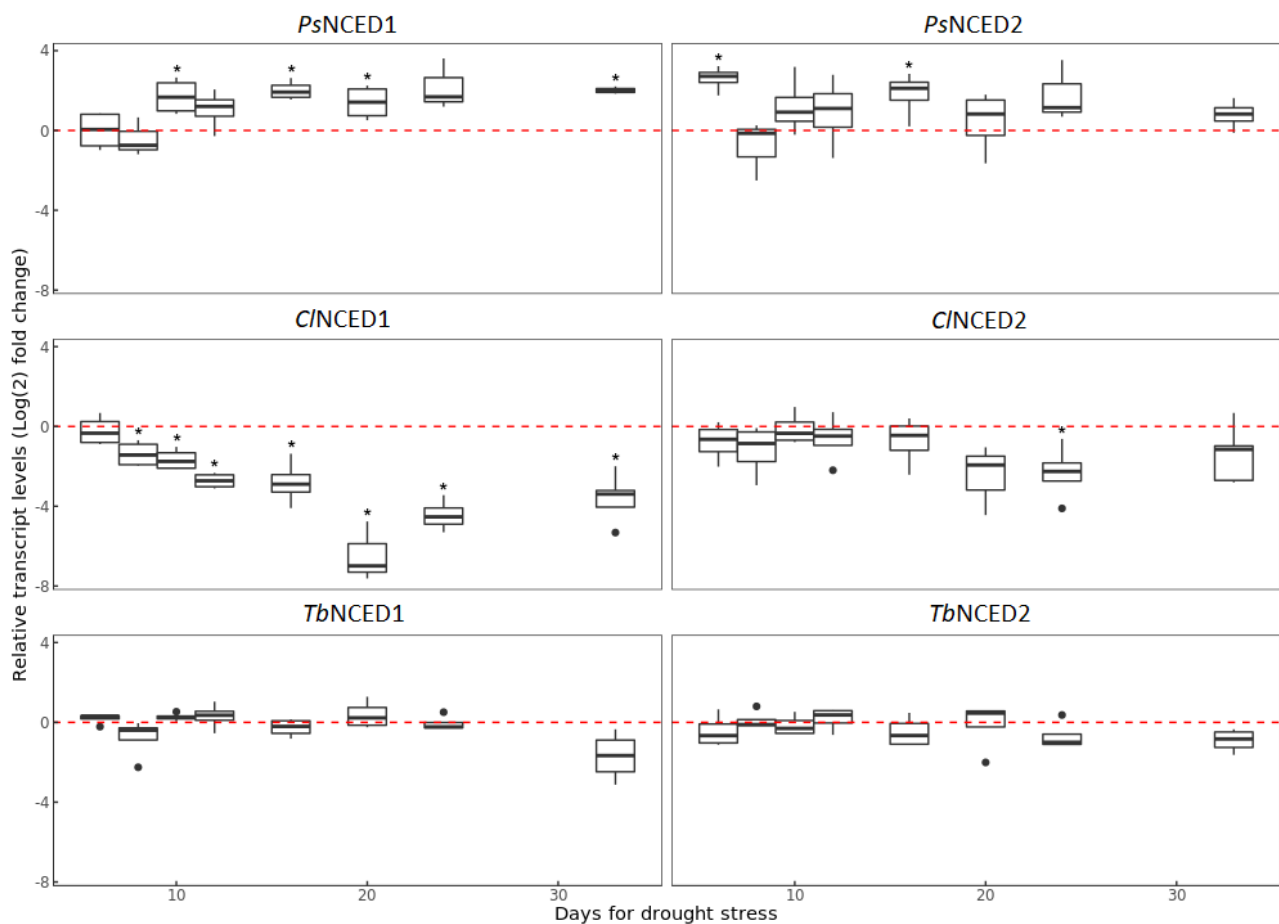 PsNCED1 PsNCED2
4 * * * * * *
0
-4
-8
ClNCED1 ClNCED2
4
0
* * * * * * * *
-4
-8
TbNCED1 TbNCED2
4
0
-4
-8
10 20 30 10 20 30
Days for drought stress
Relative transcript levels (Log(2) fold change)